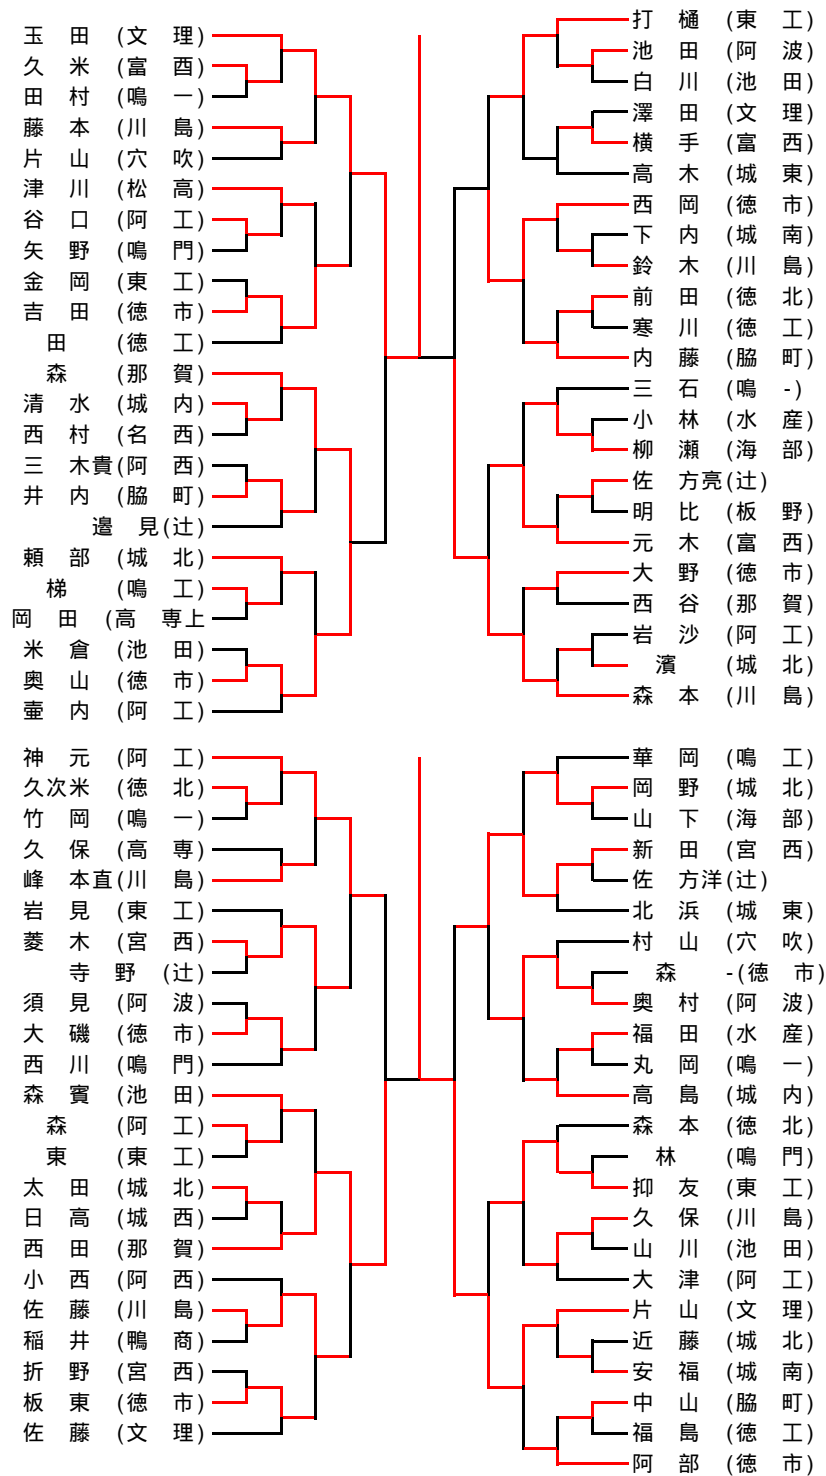 玉 田 (文 理)
久 米 (富 酉)
田 村 (鳴 一)
藤 本 (川 島)
片 山 (穴 吹)
津 川 (松 高)
谷 口 (阿 工)
矢 野 (鳴 門)
金 岡 (東 工)
吉 田 (徳 市)
田 (徳 工)
森 (那 賀)
清 水 (城 内)
西 村 (名 西)
三 木貴(阿 西)
井 内 (脇 町)
邉 見(辻)
頼 部 (城 北)
梯 (鳴 工)
岡 田 (高 専上
米 倉 (池 田)
奥 山 (徳 市)
壷 内 (阿 工)
打 樋 (東 工)
池 田 (阿 波)
白 川 (池 田)
澤 田 (文 理)
横 手 (富 西)
高 木 (城 東)
西 岡 (徳 市)
下 内 (城 南)
鈴 木 (川 島)
前 田 (徳 北)
寒 川 (徳 工)
内 藤 (脇 町)
三 石 (鳴 -)
小 林 (水 産)
柳 瀬 (海 部)
佐 方亮(辻)
明 比 (板 野)
元 木 (富 西)
大 野 (徳 市)
西 谷 (那 賀)
岩 沙 (阿 工)
濱 (城 北)
森 本 (川 島)
神 元 (阿 工)
久次米 (徳 北)
竹 岡 (鳴 一)
久 保 (高 専)
峰 本直(川 島)
岩 見 (東 工)
菱 木 (宮 西)
寺 野 (辻)
須 見 (阿 波)
大 磯 (徳 市)
西 川 (鳴 門)
森 賓 (池 田)
森 (阿 工)
東 (東 工)
太 田 (城 北)
日 高 (城 西)
西 田 (那 賀)
小 西 (阿 西)
佐 藤 (川 島)
稲 井 (鴨 商)
折 野 (宮 西)
板 東 (徳 市)
佐 藤 (文 理)
華 岡 (鳴 工)
岡 野 (城 北)
山 下 (海 部)
新 田 (宮 西)
佐 方洋(辻)
北 浜 (城 東)
村 山 (穴 吹)
森 -(徳 市)
奥 村 (阿 波)
福 田 (水 産)
丸 岡 (鳴 一)
高 島 (城 内)
森 本 (徳 北)
林 (鳴 門)
抑 友 (東 工)
久 保 (川 島)
山 川 (池 田)
大 津 (阿 工)
片 山 (文 理)
近 藤 (城 北)
安 福 (城 南)
中 山 (脇 町)
福 島 (徳 工)
阿 部 (徳 市)